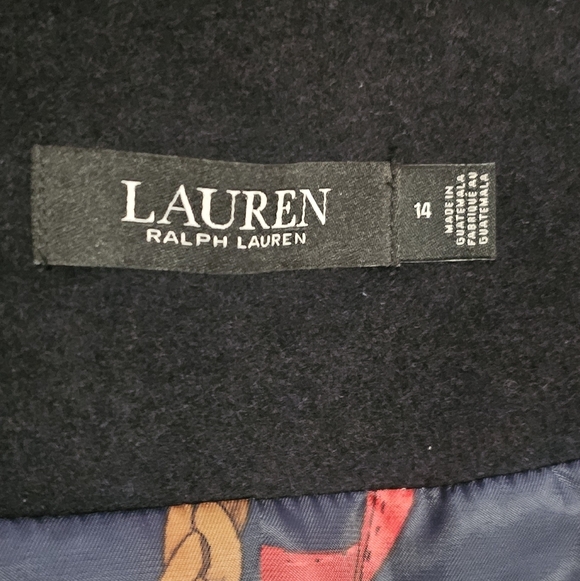 LAUREN
RALPH LAUREN
14
MADE IN
GUATEMALA
FABRIQUÉ AU
GUATEMALA